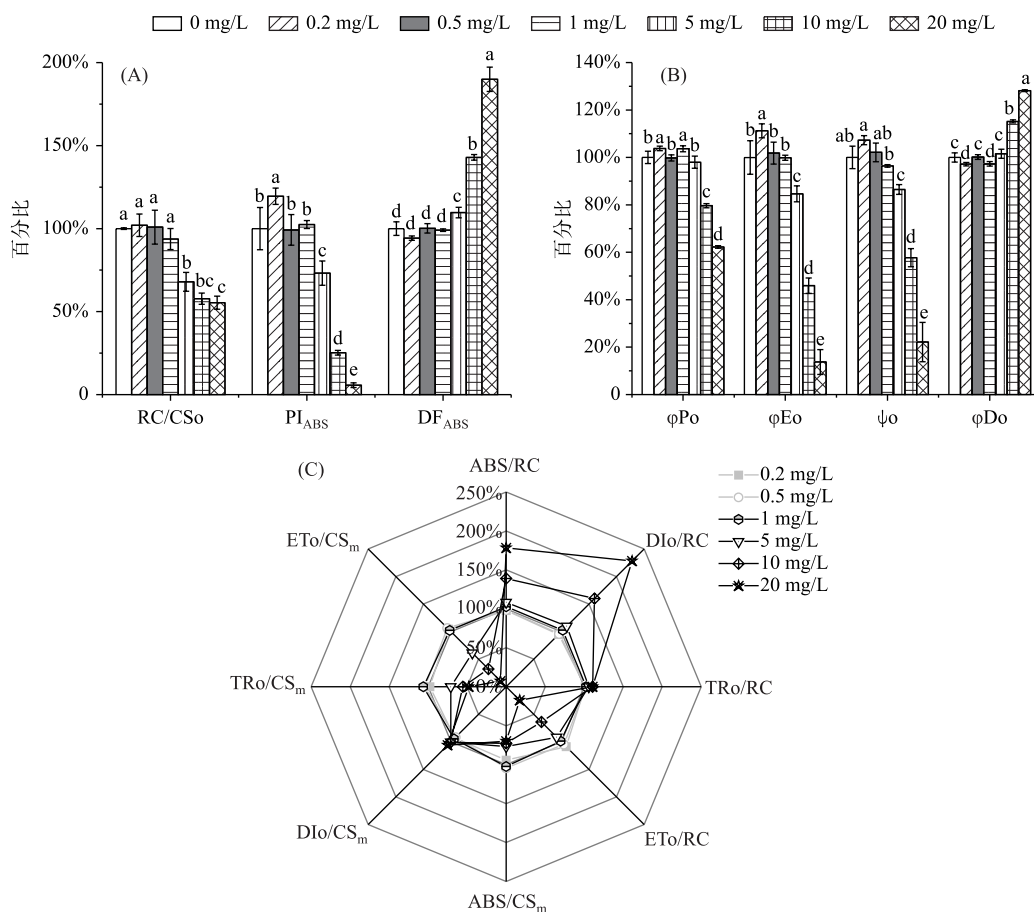 0 mg/L 0.2 mg/L 0.5 mg/L 1 mg/L 5 mg/L 10 mg/L 20 mg/L
(A)
百分比
200%
150%
100%
50%
0
a a a a b bc c
b a b b c d e
d d d d c b a
RC/CSo PI_ABS DF_ABS
(B)
百分比
140%
120%
100%
80%
60%
40%
20%
0
b a b a b c d
b a b b c d e
ab a ab b c d e
c d c d c b a
φPo φEo ψo φDo
(C)
ABS/RC
DIo/RC
TRo/RC
ETo/RC
ABS/CSm
DIo/CSm
TRo/CSm
ETo/CSm
250%
200%
150%
100%
50%
0%
0.2 mg/L
0.5 mg/L
1 mg/L
5 mg/L
10 mg/L
20 mg/L